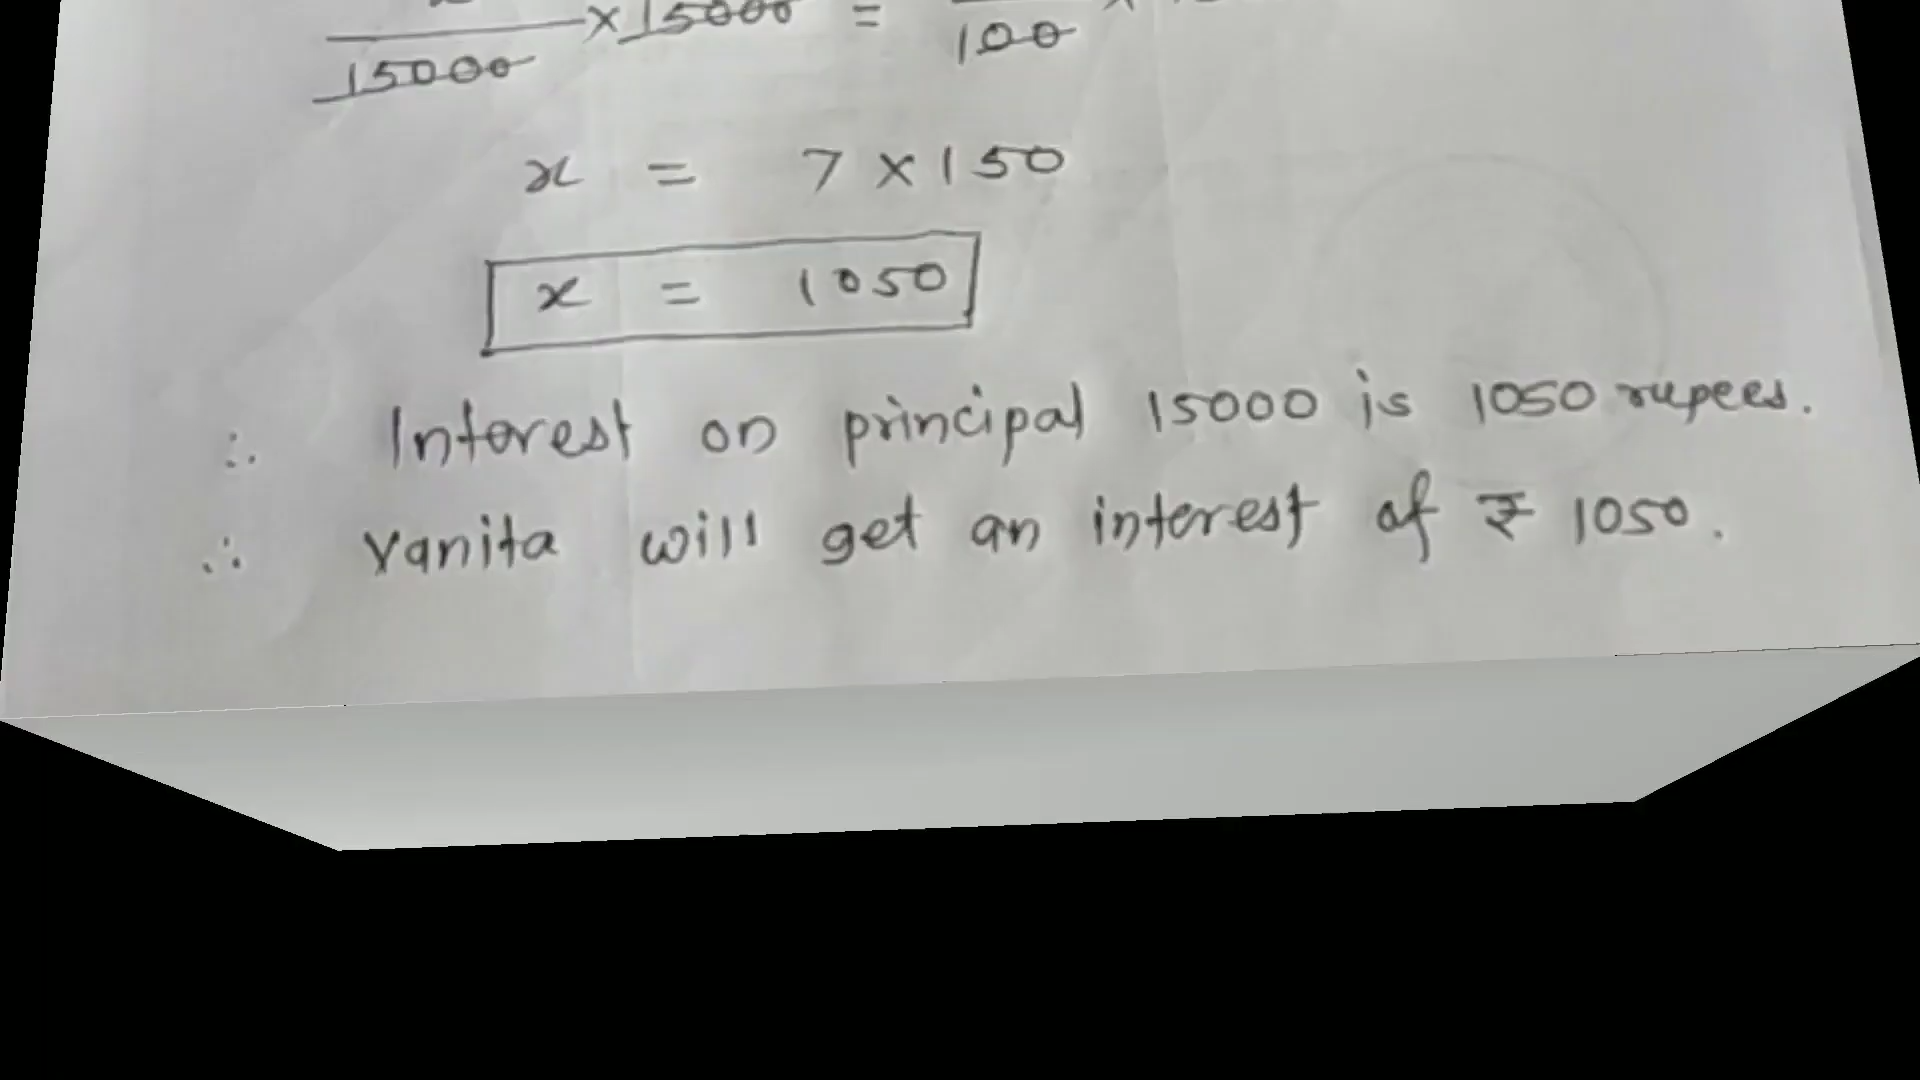 15000 × 15000 = 100 ×
x = 7 × 150
x = 1050
∴ Interest on principal 15000 is 1050 rupees.
∴ Vanita will get an interest of ₹ 1050.